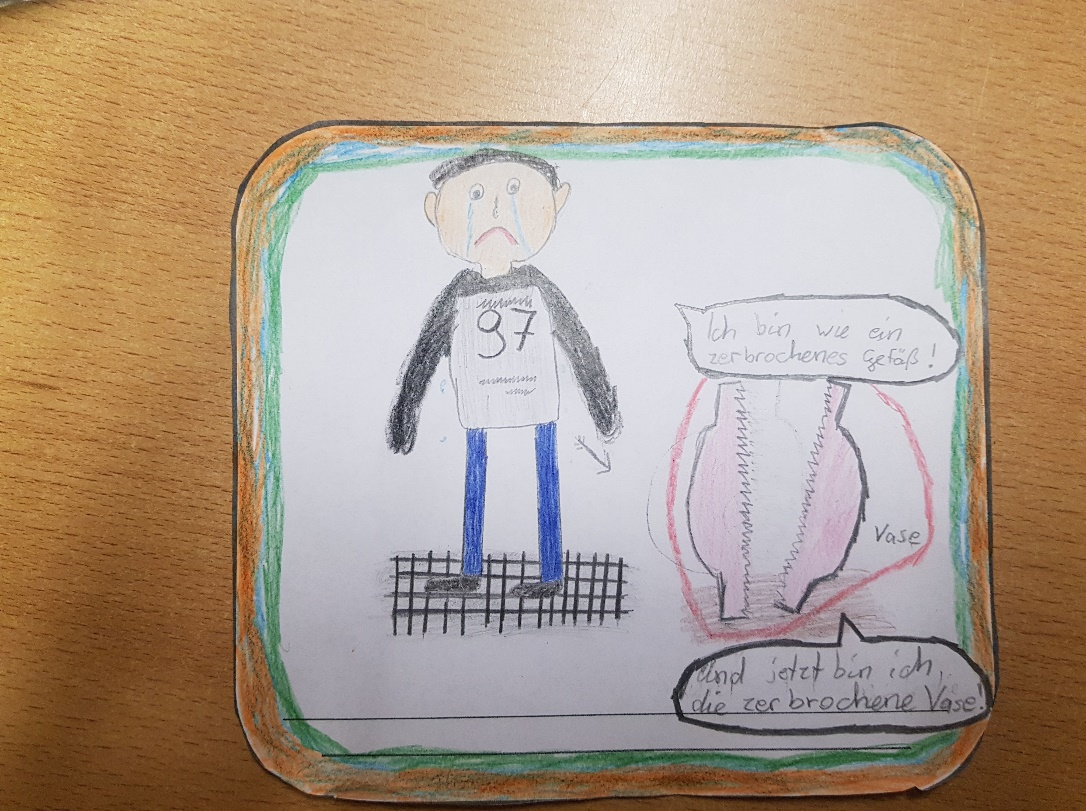 97
Ich bin wie ein
zerbrochenes Gefäß!
Vase
Und jetzt bin ich,
die zerbrochene Vase!